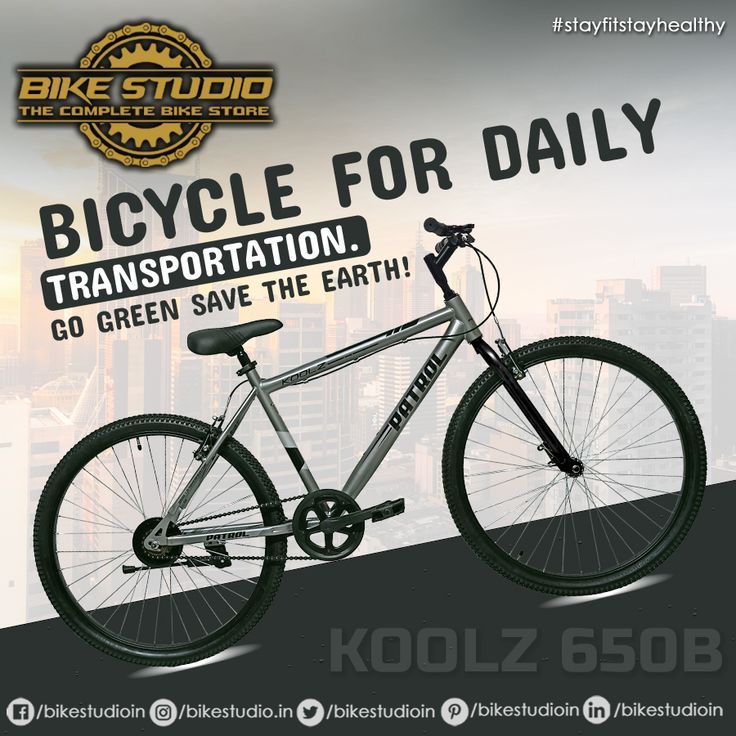 #stayfitstayhealthy
BIKE STUDIO
THE COMPLETE BIKE STORE
BICYCLE FOR DAILY
TRANSPORTATION.
GO GREEN SAVE THE EARTH!
KOOLZ
PATROL
PATROL
KOOLZ 650B
/bikestudioin /bikestudio.in /bikestudioin /bikestudioin /bikestudioin